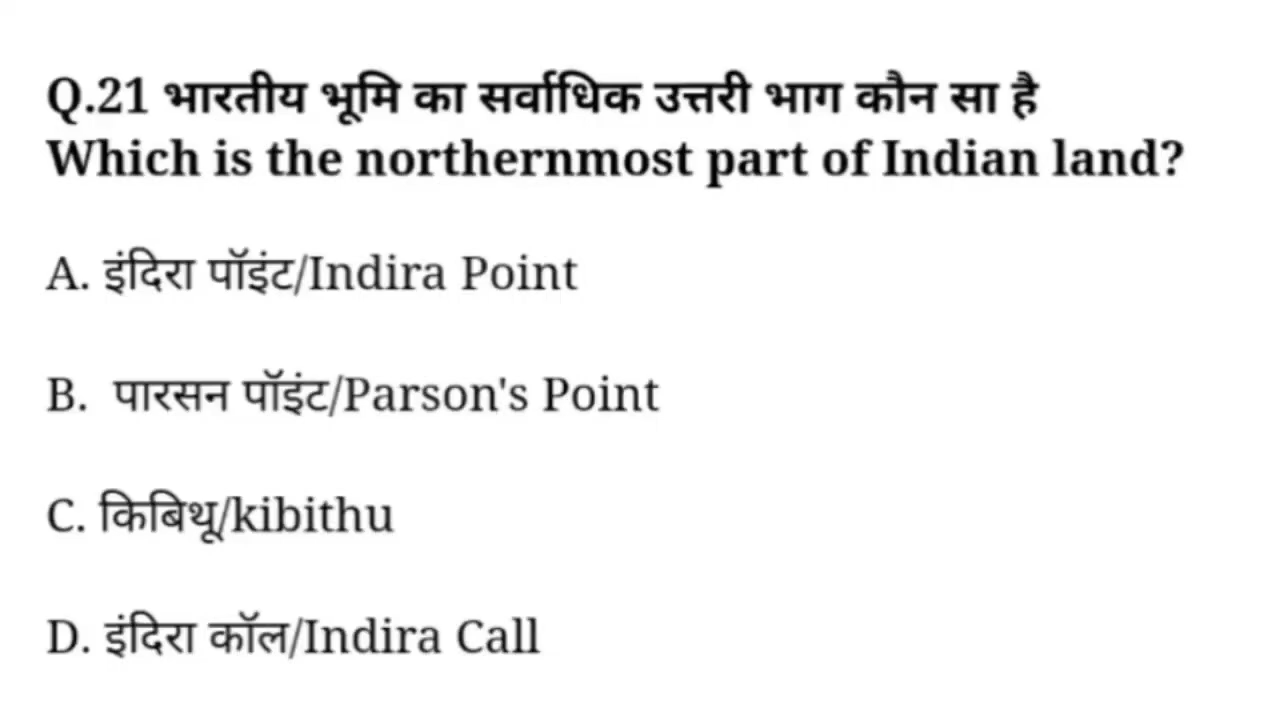 Q.21 भारतीय भूमि का सर्वाधिक उत्तरी भाग कौन सा है
Which is the northernmost part of Indian land?
A. इंदिरा पॉइंट/Indira Point
B. पारसन पॉइंट/Parson's Point
C. किबिथू/kibithu
D. इंदिरा कॉल/Indira Call